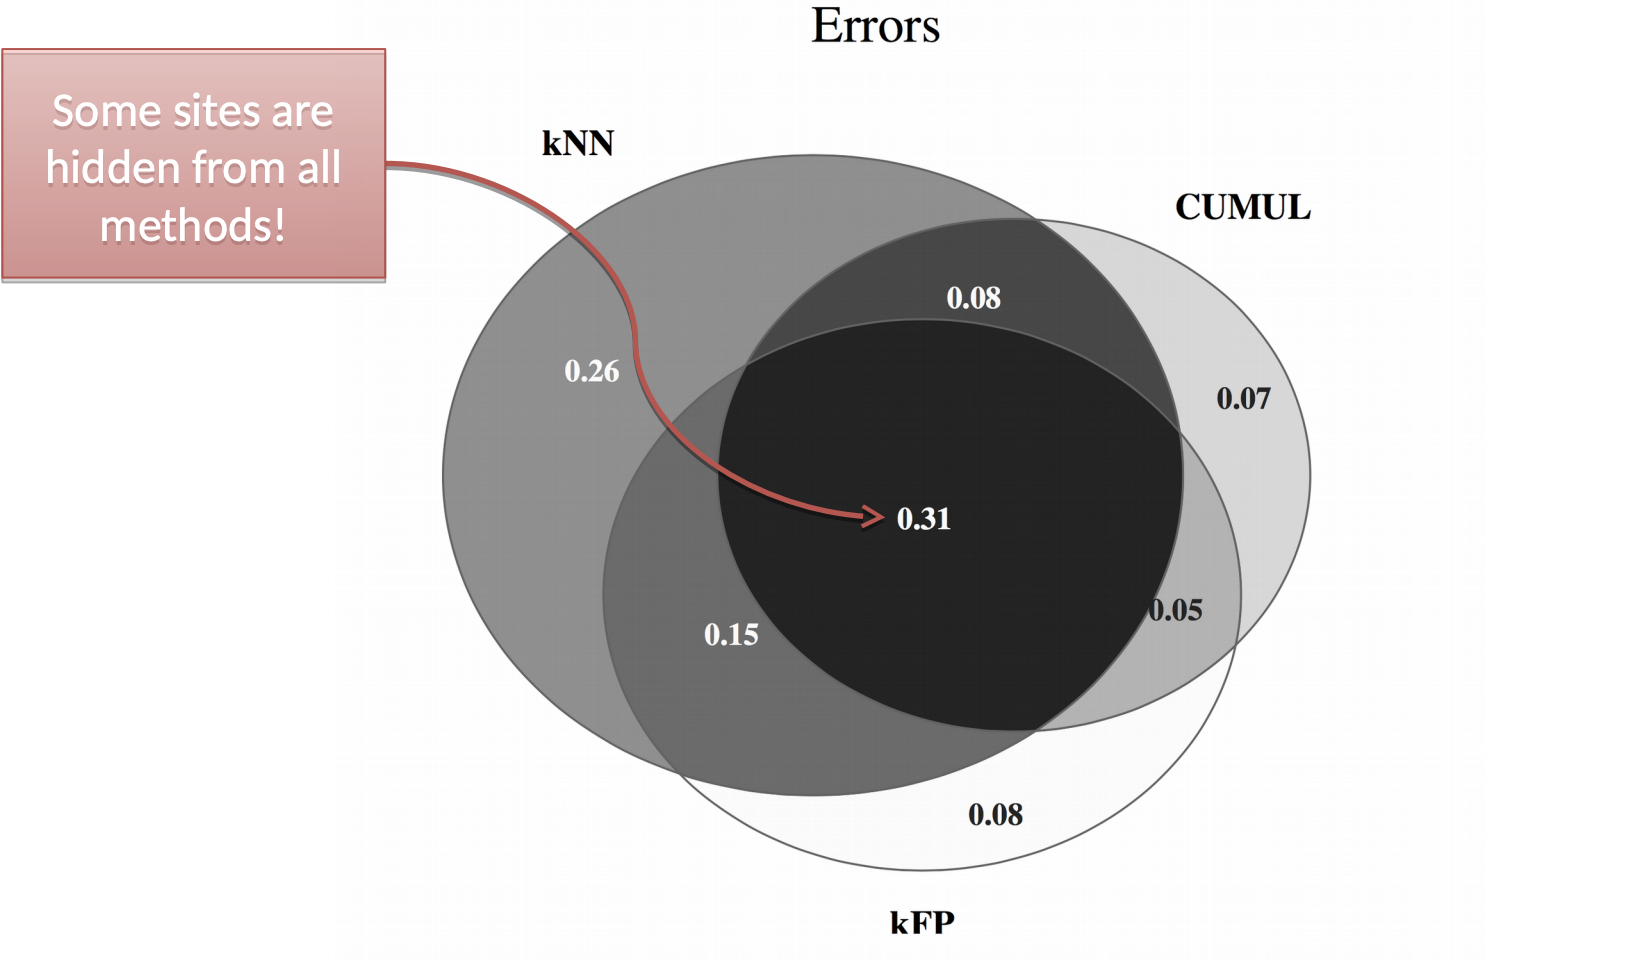 Errors
Some sites are
hidden from all
methods!
kNN
CUMUL
0.08
0.26
0.07
0.31
0.05
0.15
0.08
kFP